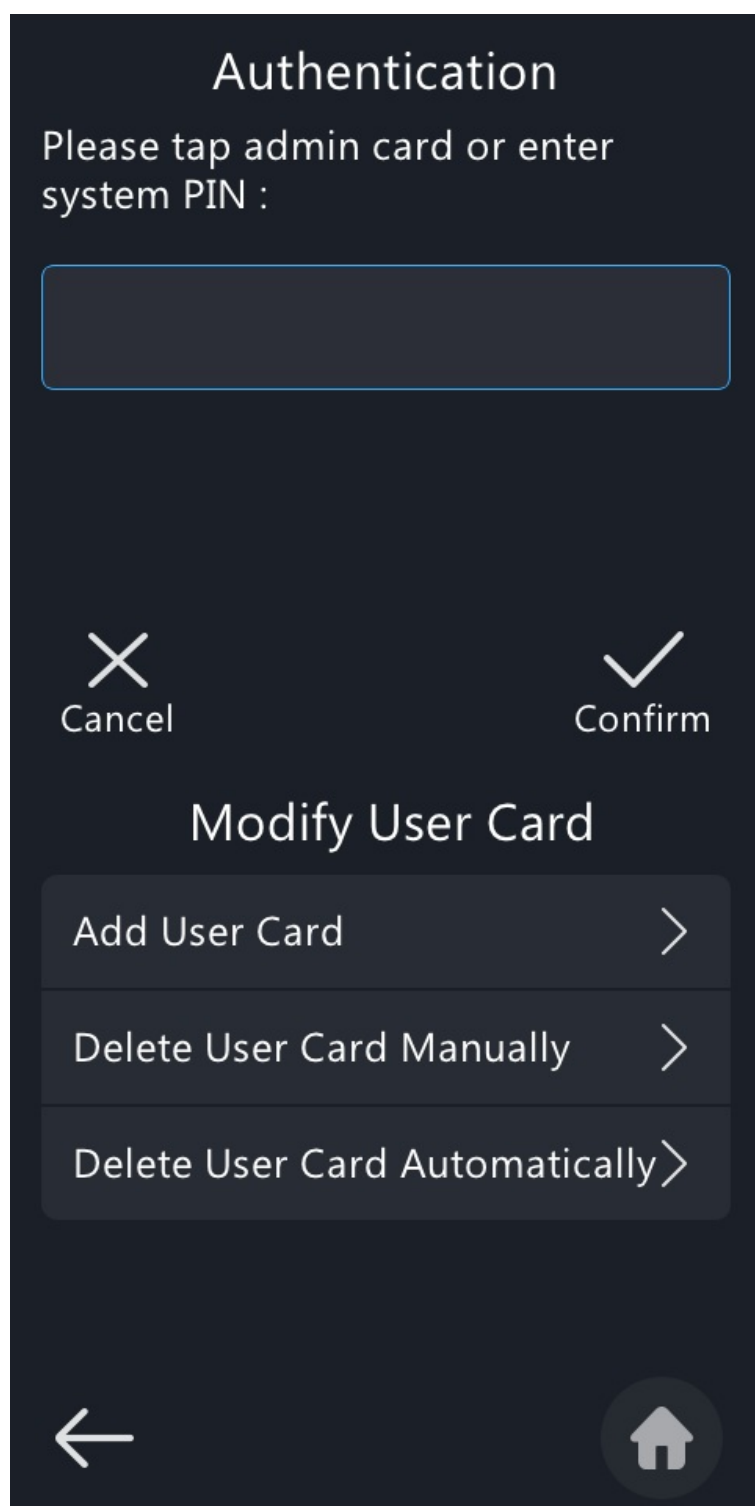 Authentication
Please tap admin card or enter
system PIN :
Cancel
Confirm
Modify User Card
Add User Card
Delete User Card Manually
Delete User Card Automatically